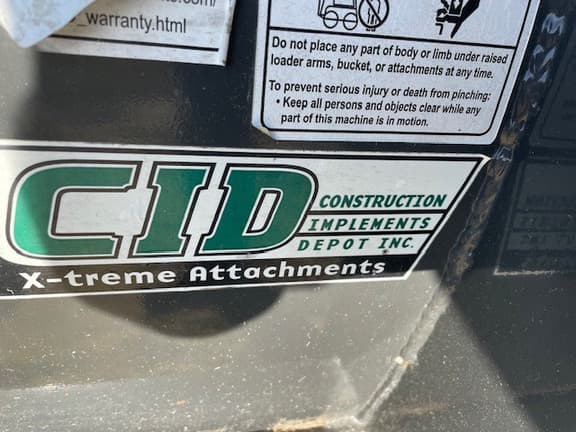 _warranty.html
Do not place any part of body or limb under raised
loader arms, bucket, or attachments at any time.
To prevent serious injury or death from pinching:
• Keep all persons and objects clear while any
part of this machine is in motion.
CID
CONSTRUCTION
IMPLEMENTS
DEPOT INC.
X-treme Attachments